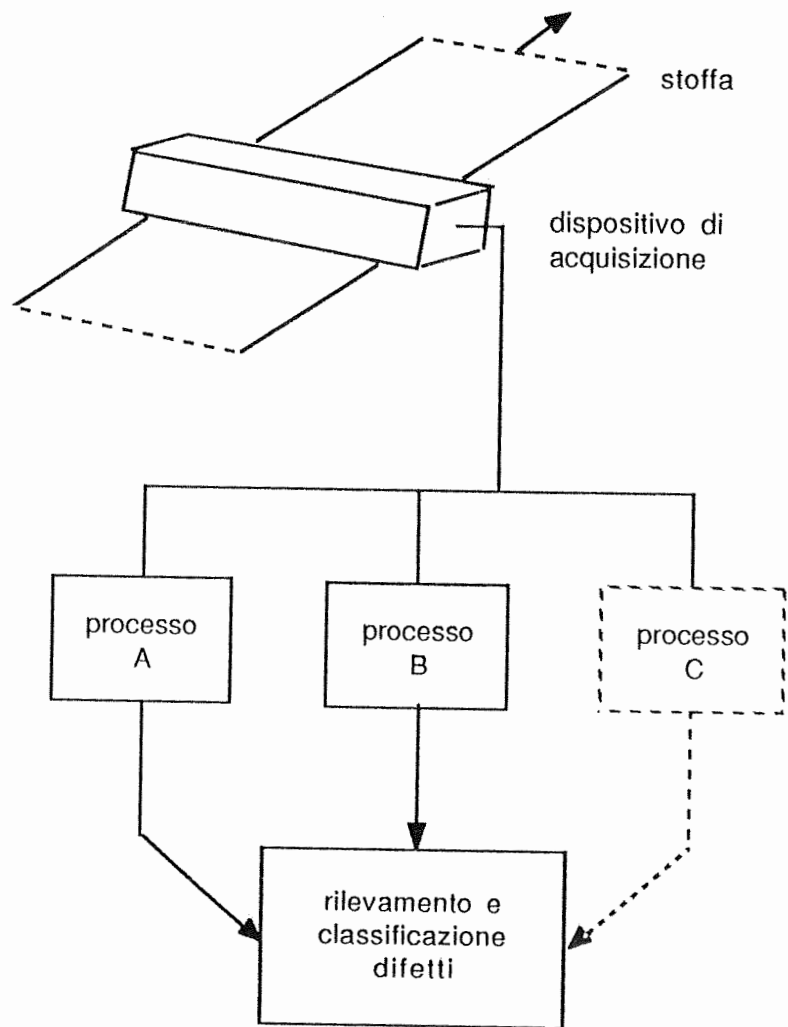 stoffa
dispositivo di
acquisizione
processo
A
processo
B
processo
C
rilevamento e
classificazione
difetti